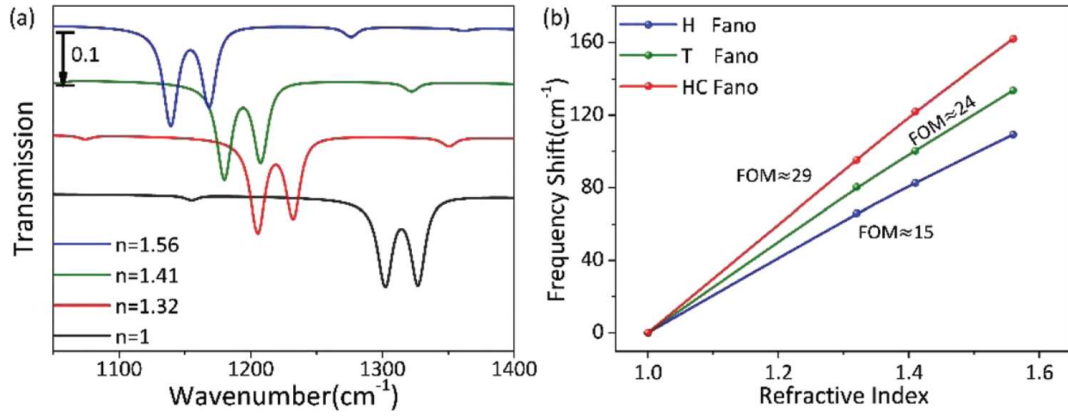 (a)
0.1
Transmission
n=1.56
n=1.41
n=1.32
n=1
1100 1200 1300 1400
Wavenumber(cm⁻¹)
(b)
H Fano
T Fano
HC Fano
160
120
80
40
0
Frequency Shift(cm⁻¹)
FOM≈24
FOM≈29
FOM≈15
1.0 1.2 1.4 1.6
Refractive Index